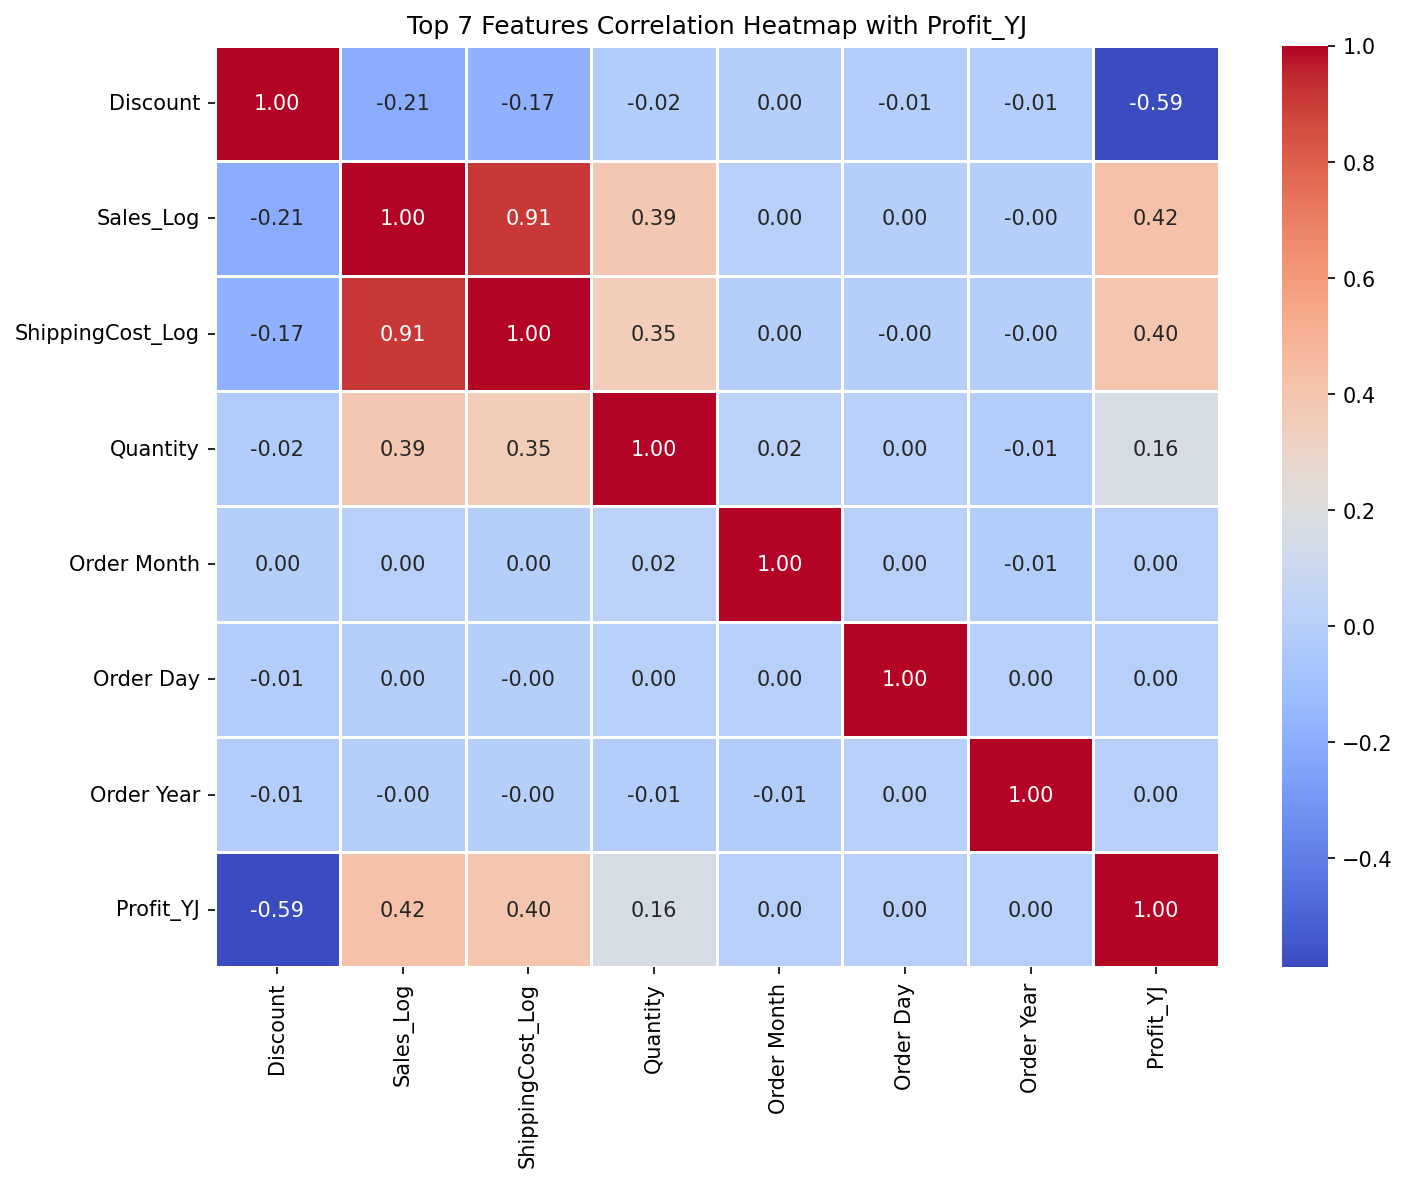 Top 7 Features Correlation Heatmap with Profit_YJ
Discount 1.00 -0.21 -0.17 -0.02 0.00 -0.01 -0.01 -0.59
Sales_Log -0.21 1.00 0.91 0.39 0.00 0.00 -0.00 0.42
ShippingCost_Log -0.17 0.91 1.00 0.35 0.00 -0.00 -0.00 0.40
Quantity -0.02 0.39 0.35 1.00 0.02 0.00 -0.01 0.16
Order Month 0.00 0.00 0.00 0.02 1.00 0.00 -0.01 0.00
Order Day -0.01 0.00 -0.00 0.00 0.00 1.00 0.00 0.00
Order Year -0.01 -0.00 -0.00 -0.01 -0.01 0.00 1.00 0.00
Profit_YJ -0.59 0.42 0.40 0.16 0.00 0.00 0.00 1.00
Discount
Sales_Log
ShippingCost_Log
Quantity
Order Month
Order Day
Order Year
Profit_YJ
1.0
0.8
0.6
0.4
0.2
0.0
−0.2
−0.4